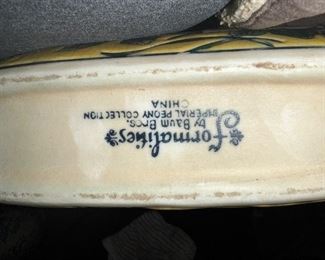 Formalities
by Baum Bros.
IMPERIAL PEONY COLLECTION
CHINA